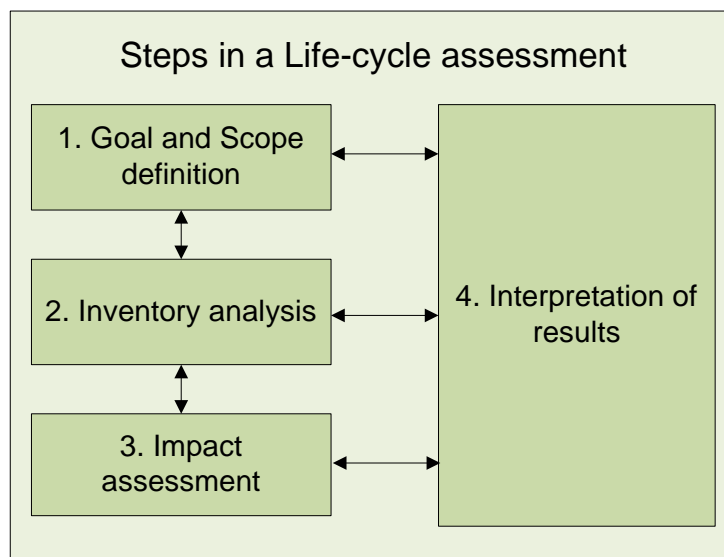 Steps in a Life-cycle assessment
1. Goal and Scope
definition
2. Inventory analysis
3. Impact
assessment
4. Interpretation of
results